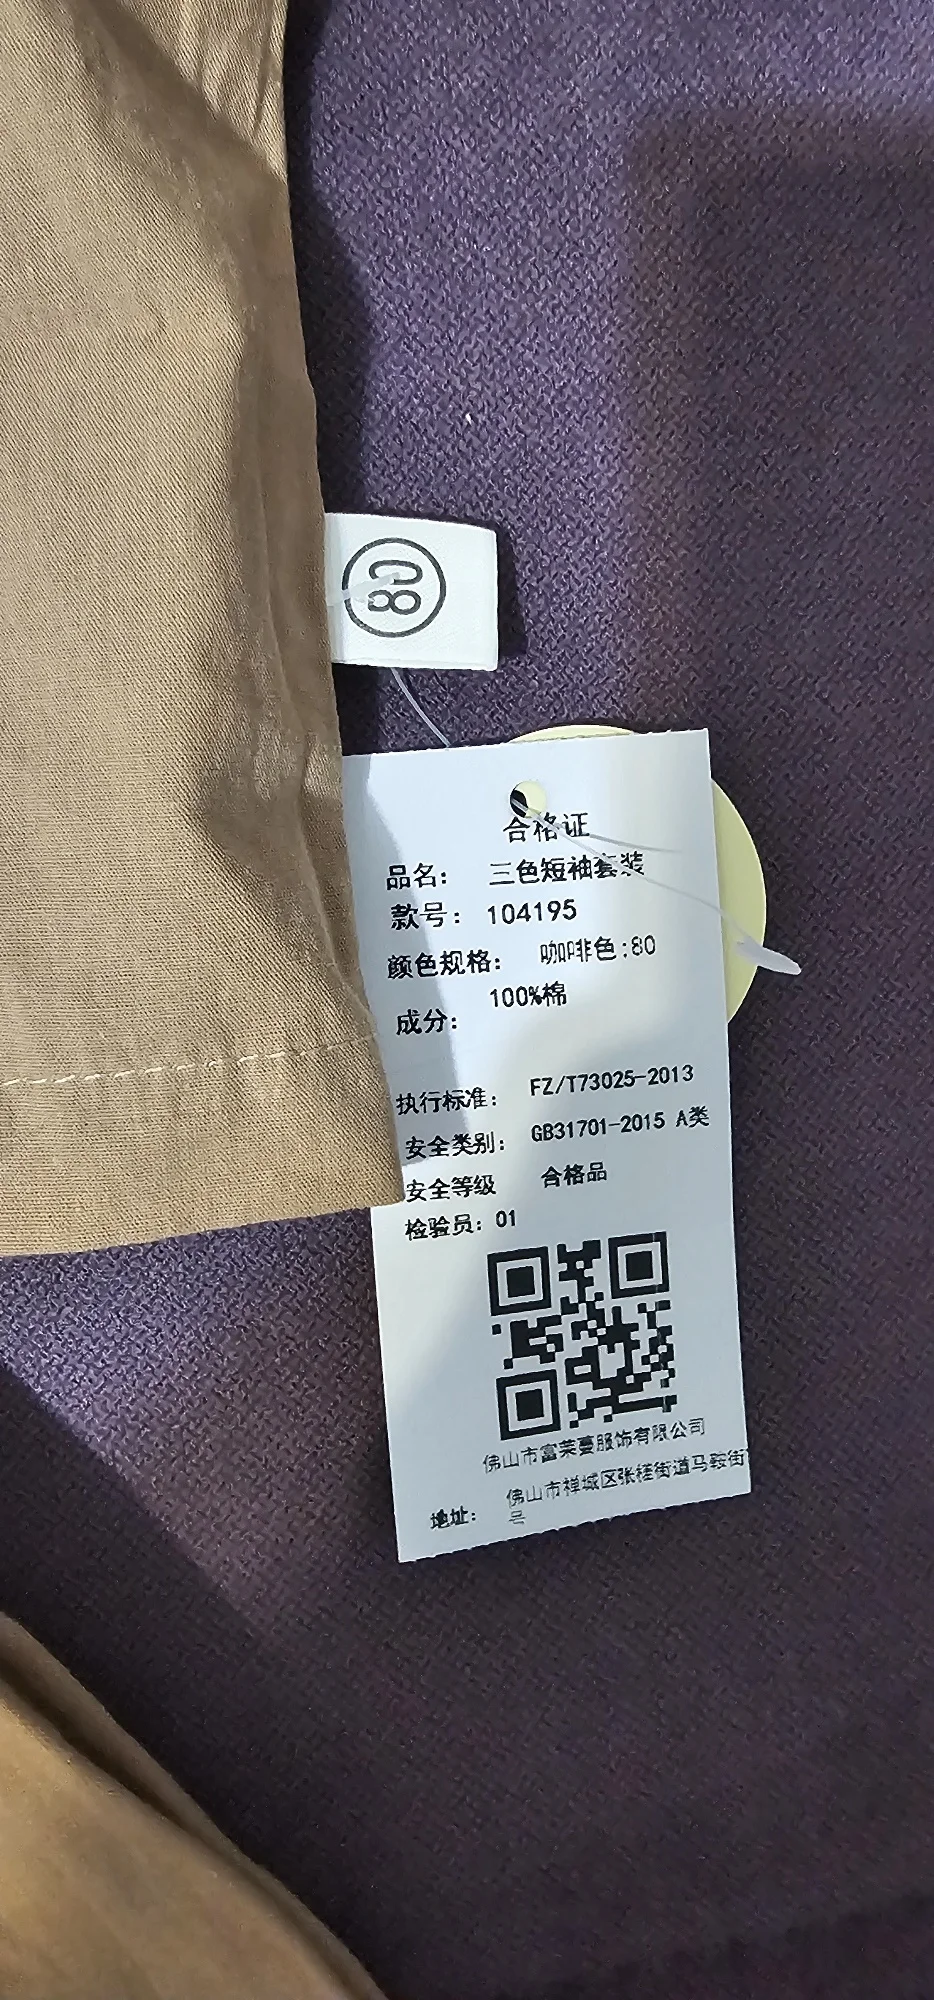 80
合格证
品名： 三色短袖套装
款号： 104195
颜色规格： 咖啡色:80
成分： 100%棉
执行标准： FZ/T73025-2013
安全类别： GB31701-2015 A类
安全等级 合格品
检验员：01
佛山市富莱蔓服饰有限公司
地址： 佛山市禅城区张槎街道马鞍街
号